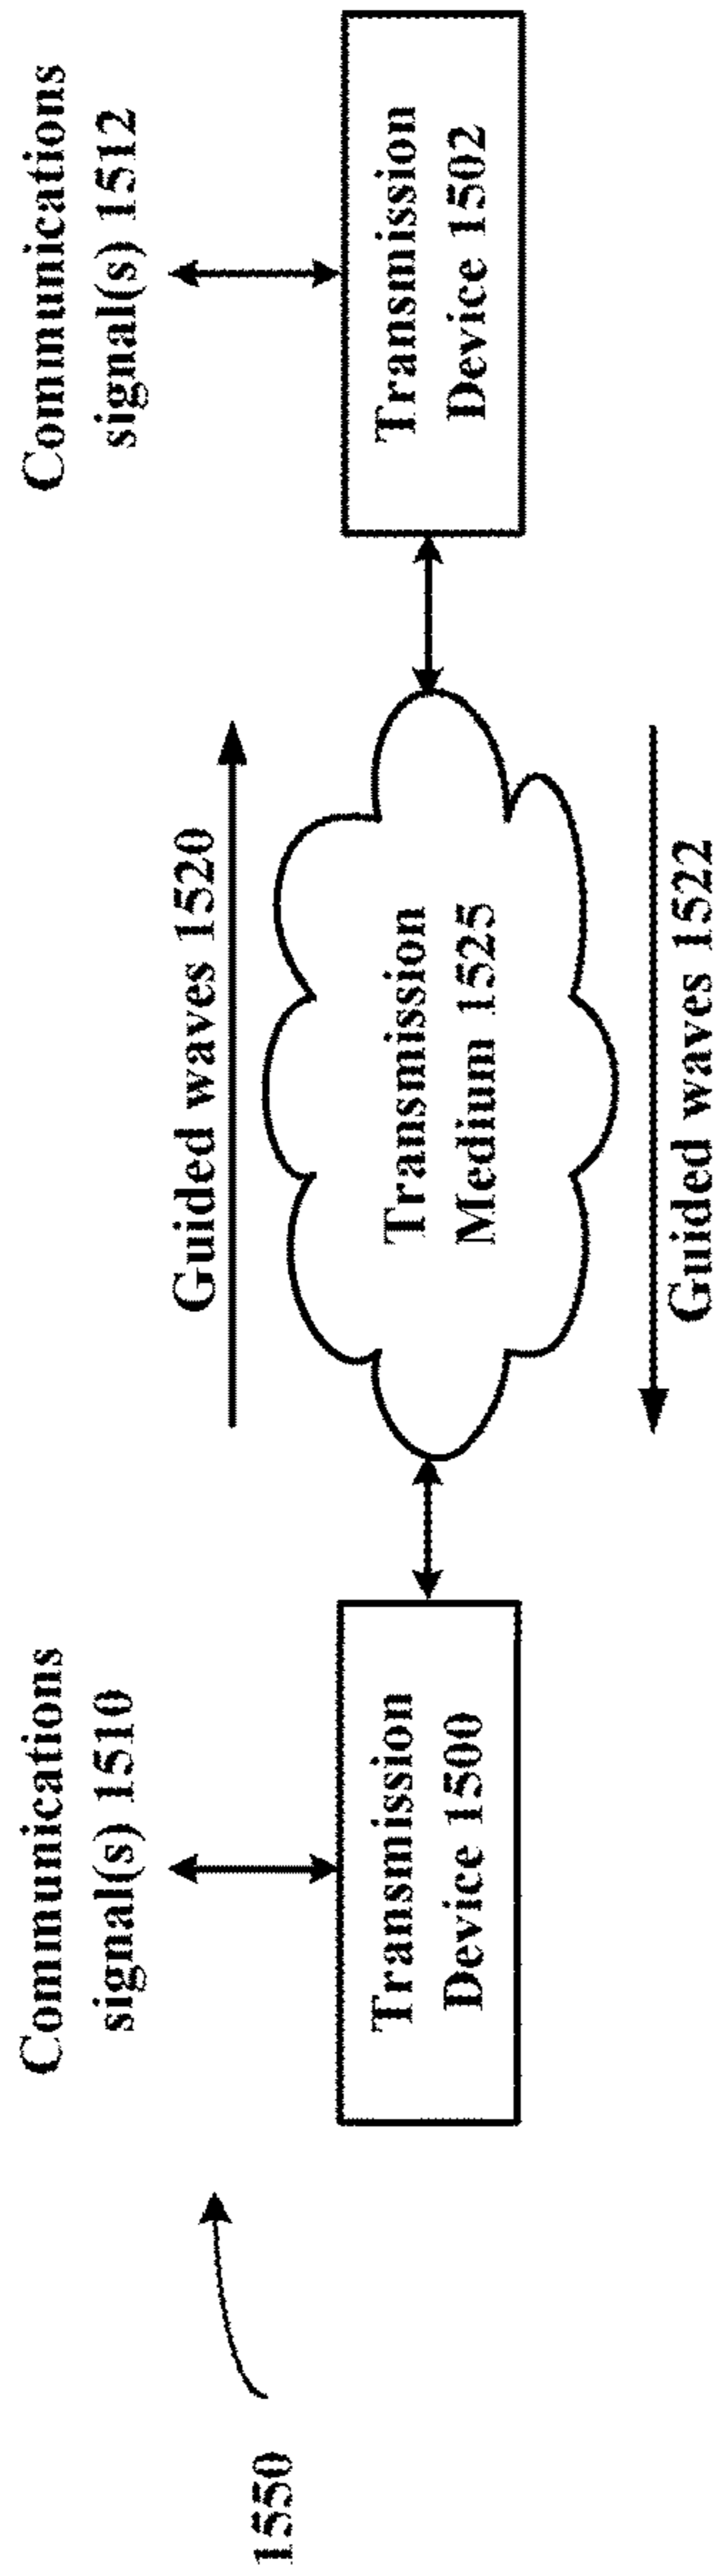 1550
Communications
signal(s) 1510
Transmission
Device 1500
Guided waves 1520
Transmission
Medium 1525
Guided waves 1522
Communications
signal(s) 1512
Transmission
Device 1502